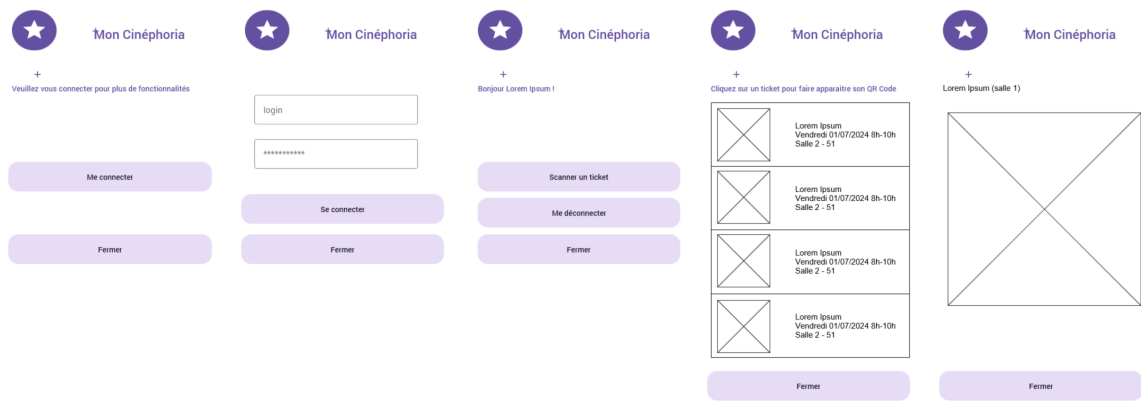 Mon Cinéphoria
+
Veuillez vous connecter pour plus de fonctionnalités
Me connecter
Fermer
Mon Cinéphoria
login
***********
Se connecter
Fermer
Mon Cinéphoria
+
Bonjour Lorem Ipsum !
Scanner un ticket
Me déconnecter
Fermer
Mon Cinéphoria
+
Cliquez sur un ticket pour faire apparaitre son QR Code
Lorem Ipsum
Vendredi 01/07/2024 8h-10h
Salle 2 - 51
Lorem Ipsum
Vendredi 01/07/2024 8h-10h
Salle 2 - 51
Lorem Ipsum
Vendredi 01/07/2024 8h-10h
Salle 2 - 51
Lorem Ipsum
Vendredi 01/07/2024 8h-10h
Salle 2 - 51
Fermer
Mon Cinéphoria
+
Lorem Ipsum (salle 1)
Fermer